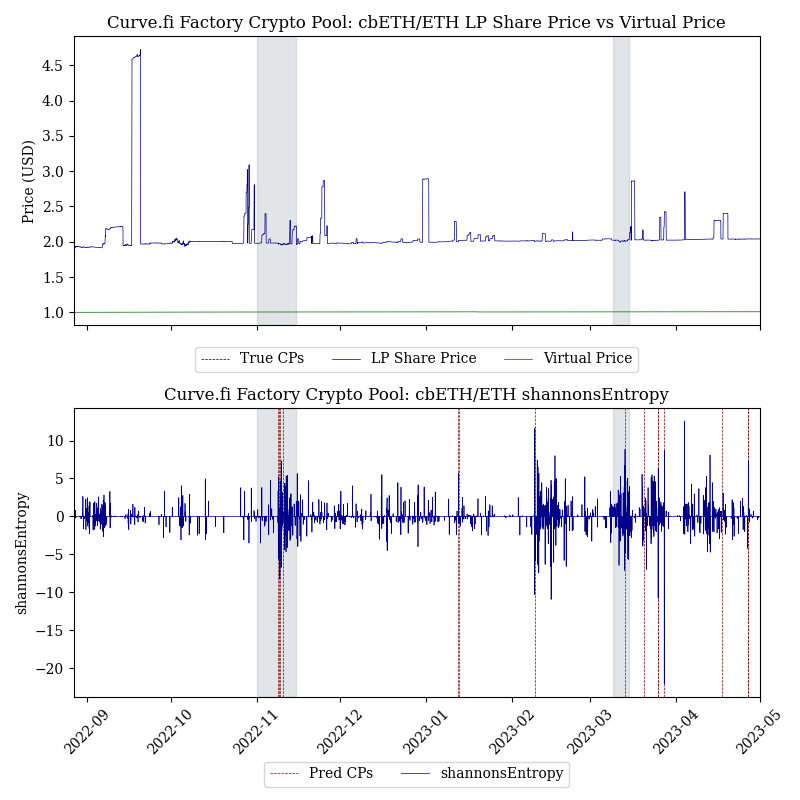 Curve.fi Factory Crypto Pool: cbETH/ETH LP Share Price vs Virtual Price
Price (USD)
4.5
4.0
3.5
3.0
2.5
2.0
1.5
1.0
True CPs LP Share Price Virtual Price
Curve.fi Factory Crypto Pool: cbETH/ETH shannonsEntropy
shannonsEntropy
10
5
0
−5
−10
−15
−20
2022-09 2022-10 2022-11 2022-12 2023-01 2023-02 2023-03 2023-04 2023-05
Pred CPs shannonsEntropy